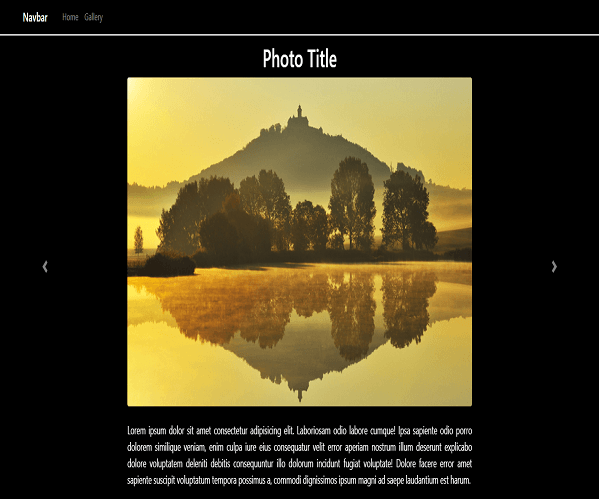 Navbar Home Gallery
Photo Title
Lorem ipsum dolor sit amet consectetur adipisicing elit. Laboriosam odio labore cumque! Ipsa sapiente odio porro
dolorem similique veniam, enim culpa iure eius consequatur velit error aperiam nostrum illum deserunt explicabo
dolore voluptatem deleniti debitis consequuntur illo dolorum incidunt fugiat voluptate! Dolore facere error amet
sapiente suscipit voluptatum tempora possimus a, commodi dignissimos ipsum magni ad saepe laudantium est harum.